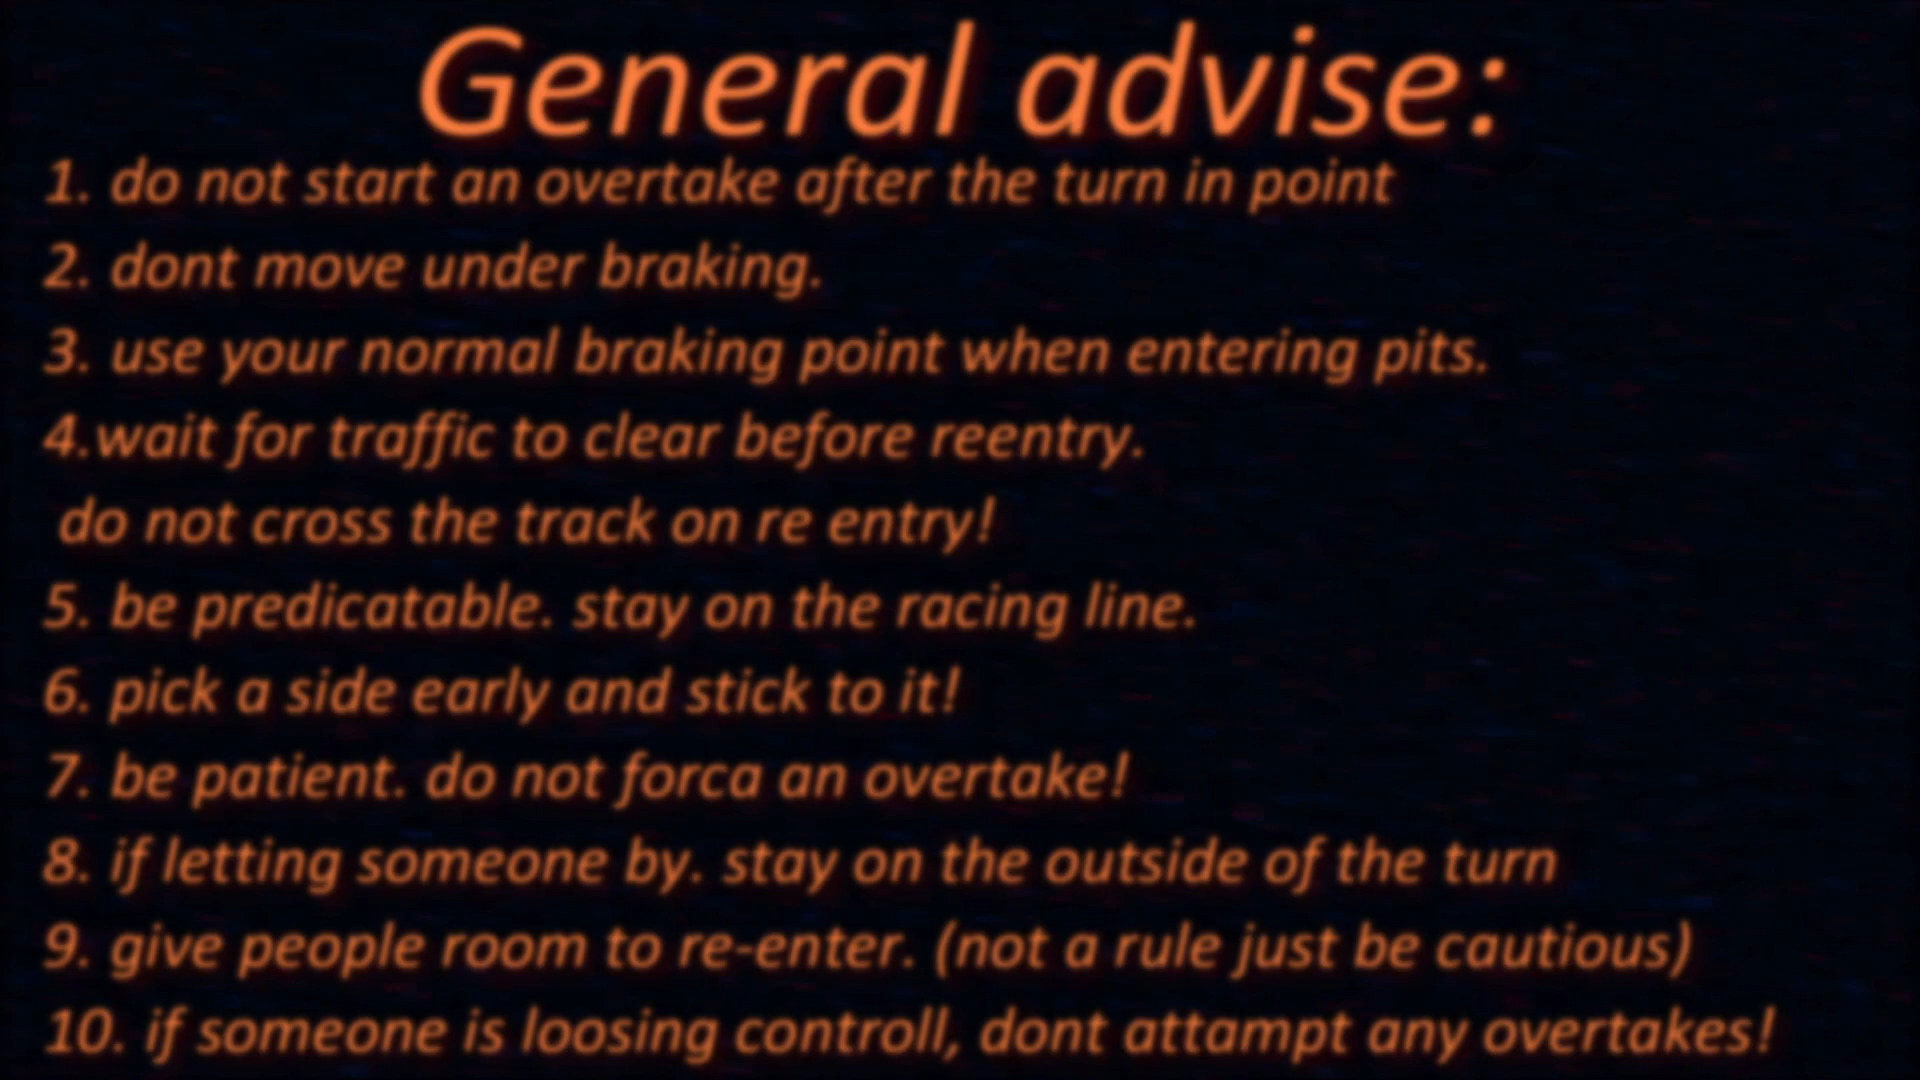 General advise:
1. do not start an overtake after the turn in point
2. dont move under braking.
3. use your normal braking point when entering pits.
4.wait for traffic to clear before reentry.
do not cross the track on re entry!
5. be predicatable. stay on the racing line.
6. pick a side early and stick to it!
7. be patient. do not forca an overtake!
8. if letting someone by. stay on the outside of the turn
9. give people room to re-enter. (not a rule just be cautious)
10. if someone is loosing controll, dont attampt any overtakes!